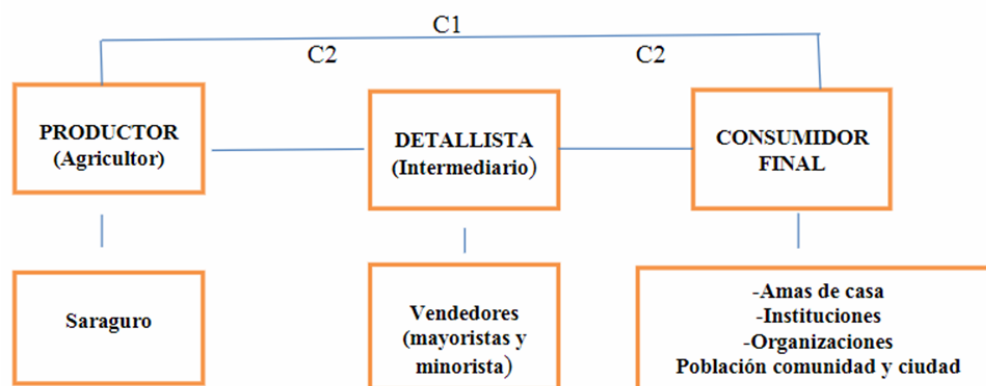 C1
C2
C2
PRODUCTOR
(Agricultor)
DETALLISTA
(Intermediario)
CONSUMIDOR
FINAL
Saraguro
Vendedores
(mayoristas y
minorista)
-Amas de casa
-Instituciones
-Organizaciones
Población comunidad y ciudad